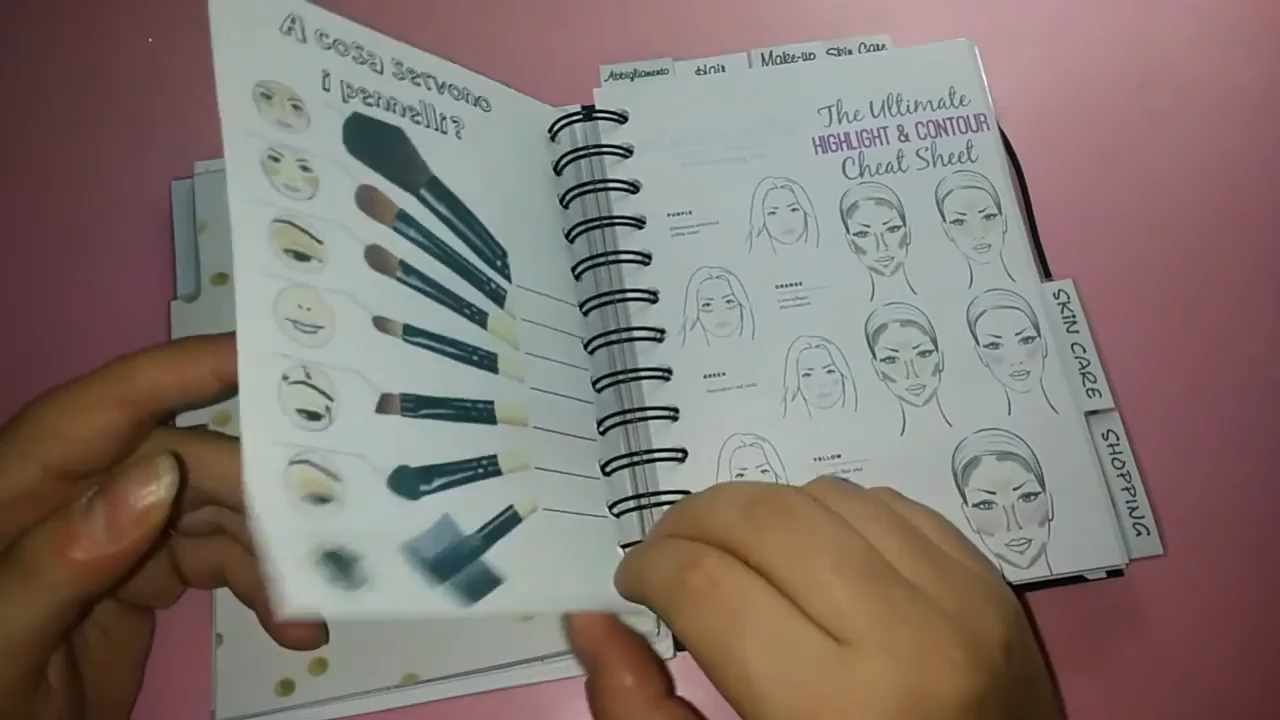 A cosa servono
i pennelli?
Abbigliamento
Hair
Make-up
Skin Care
The Ultimate
HIGHLIGHT & CONTOUR
Cheat Sheet
PURPLE
ORANGE
GREEN
YELLOW
SKIN CARE
SHOPPING